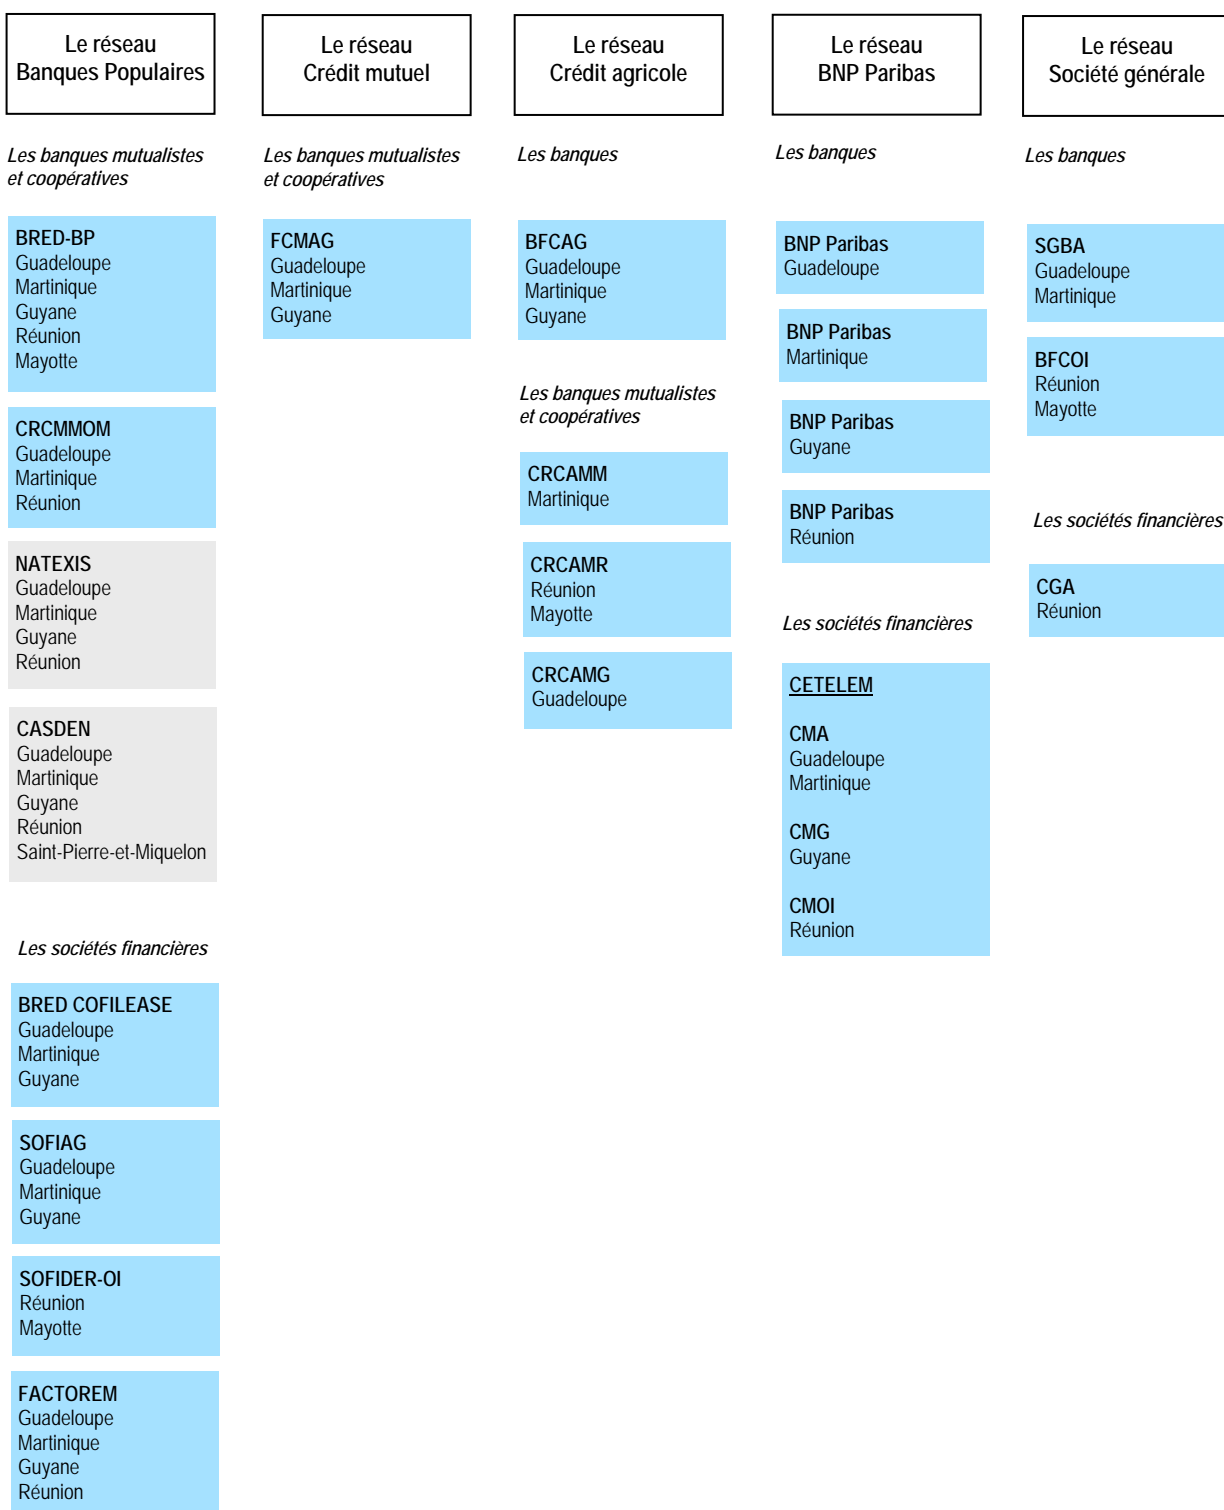 Le réseau
Banques Populaires
Les banques mutualistes
et coopératives
BRED-BP
Guadeloupe
Martinique
Guyane
Réunion
Mayotte
CRCMMOM
Guadeloupe
Martinique
Réunion
NATEXIS
Guadeloupe
Martinique
Guyane
Réunion
CASDEN
Guadeloupe
Martinique
Guyane
Réunion
Saint-Pierre-et-Miquelon
Les sociétés financières
BRED COFILEASE
Guadeloupe
Martinique
Guyane
SOFIAG
Guadeloupe
Martinique
Guyane
SOFIDER-OI
Réunion
Mayotte
FACTOREM
Guadeloupe
Martinique
Guyane
Réunion
Le réseau
Crédit mutuel
Les banques mutualistes
et coopératives
FCMAG
Guadeloupe
Martinique
Guyane
Le réseau
Crédit agricole
Les banques
BFCAG
Guadeloupe
Martinique
Guyane
Les banques mutualistes
et coopératives
CRCAMM
Martinique
CRCAMR
Réunion
Mayotte
CRCAMG
Guadeloupe
Le réseau
BNP Paribas
Les banques
BNP Paribas
Guadeloupe
BNP Paribas
Martinique
BNP Paribas
Guyane
BNP Paribas
Réunion
Les sociétés financières
CETELEM
CMA
Guadeloupe
Martinique
CMG
Guyane
CMOI
Réunion
Le réseau
Société générale
Les banques
SGBA
Guadeloupe
Martinique
BFCOI
Réunion
Mayotte
Les sociétés financières
CGA
Réunion